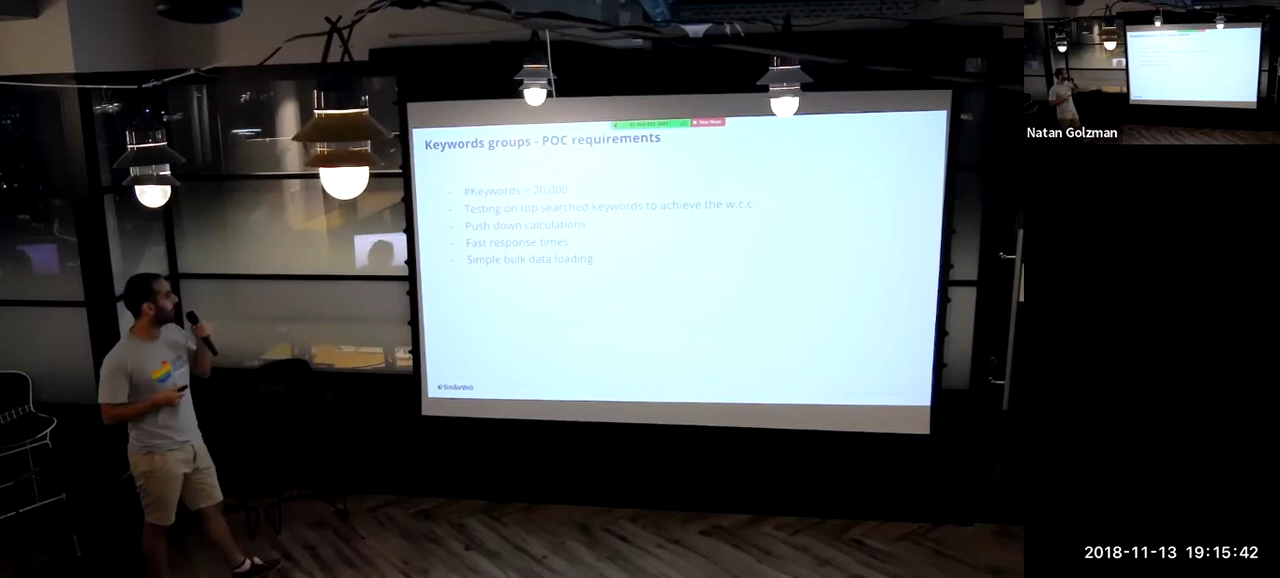 Keywords groups - POC requirements
- #Keywords = 20,000
- Testing on top searched keywords to achieve the w.c.c
- Push down calculations
- Fast response times
- Simple bulk data loading
SimilarWeb
Natan Golzman
2018-11-13 19:15:42